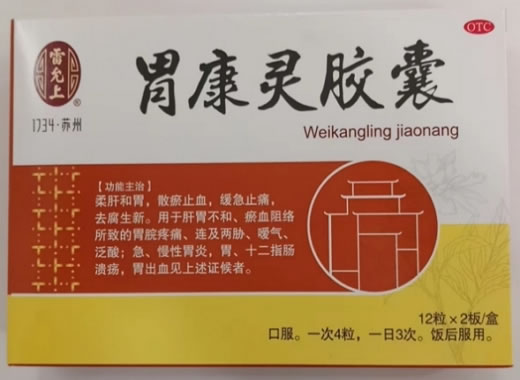 OTC
雷允上®
1734·苏州
胃康灵胶囊
Weikangling jiaonang
【功能主治】
柔肝和胃，散瘀止血，缓急止痛，
去腐生新。用于肝胃不和、瘀血阻络
所致的胃脘疼痛、连及两胁、嗳气、
泛酸；急、慢性胃炎，胃、十二指肠
溃疡，胃出血见上述证候者。
12粒×2板/盒
口服。一次4粒，一日3次。饭后服用。